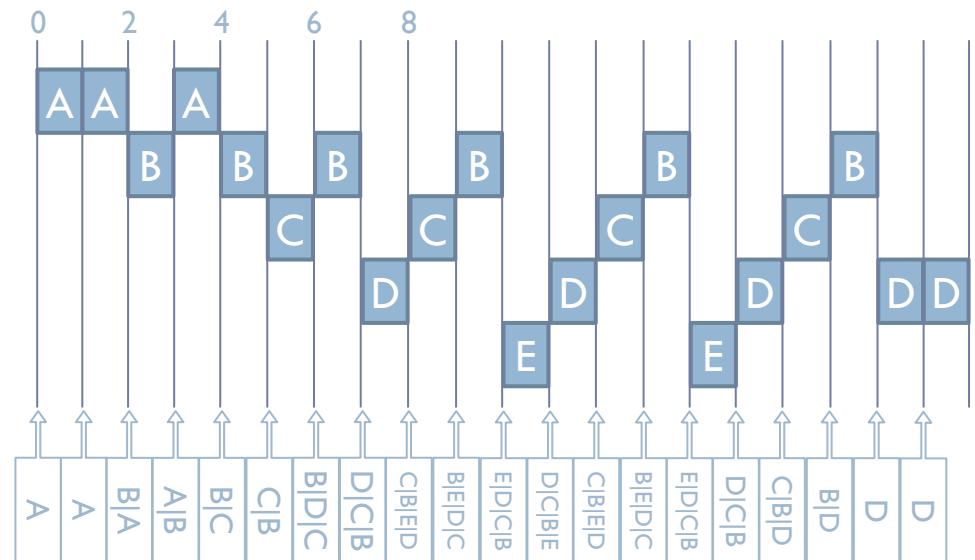 0 2 4 6 8
A A A
B B B B B B
C C C C
D D D D D
E E
A
A
B|A
A|B
B|C
C|B
B|D|C
D|C|B
C|B|E|D
B|E|D|C
E|D|C|B
D|C|B|E
C|B|E|D
B|E|D|C
E|D|C|B
D|C|B
C|B|D
B|D
D
D